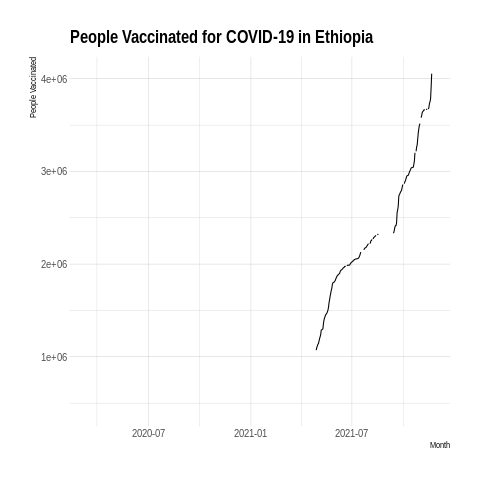 People Vaccinated for COVID-19 in Ethiopia
People Vaccinated
4e+06
3e+06
2e+06
1e+06
2020-07
2021-01
2021-07
Month